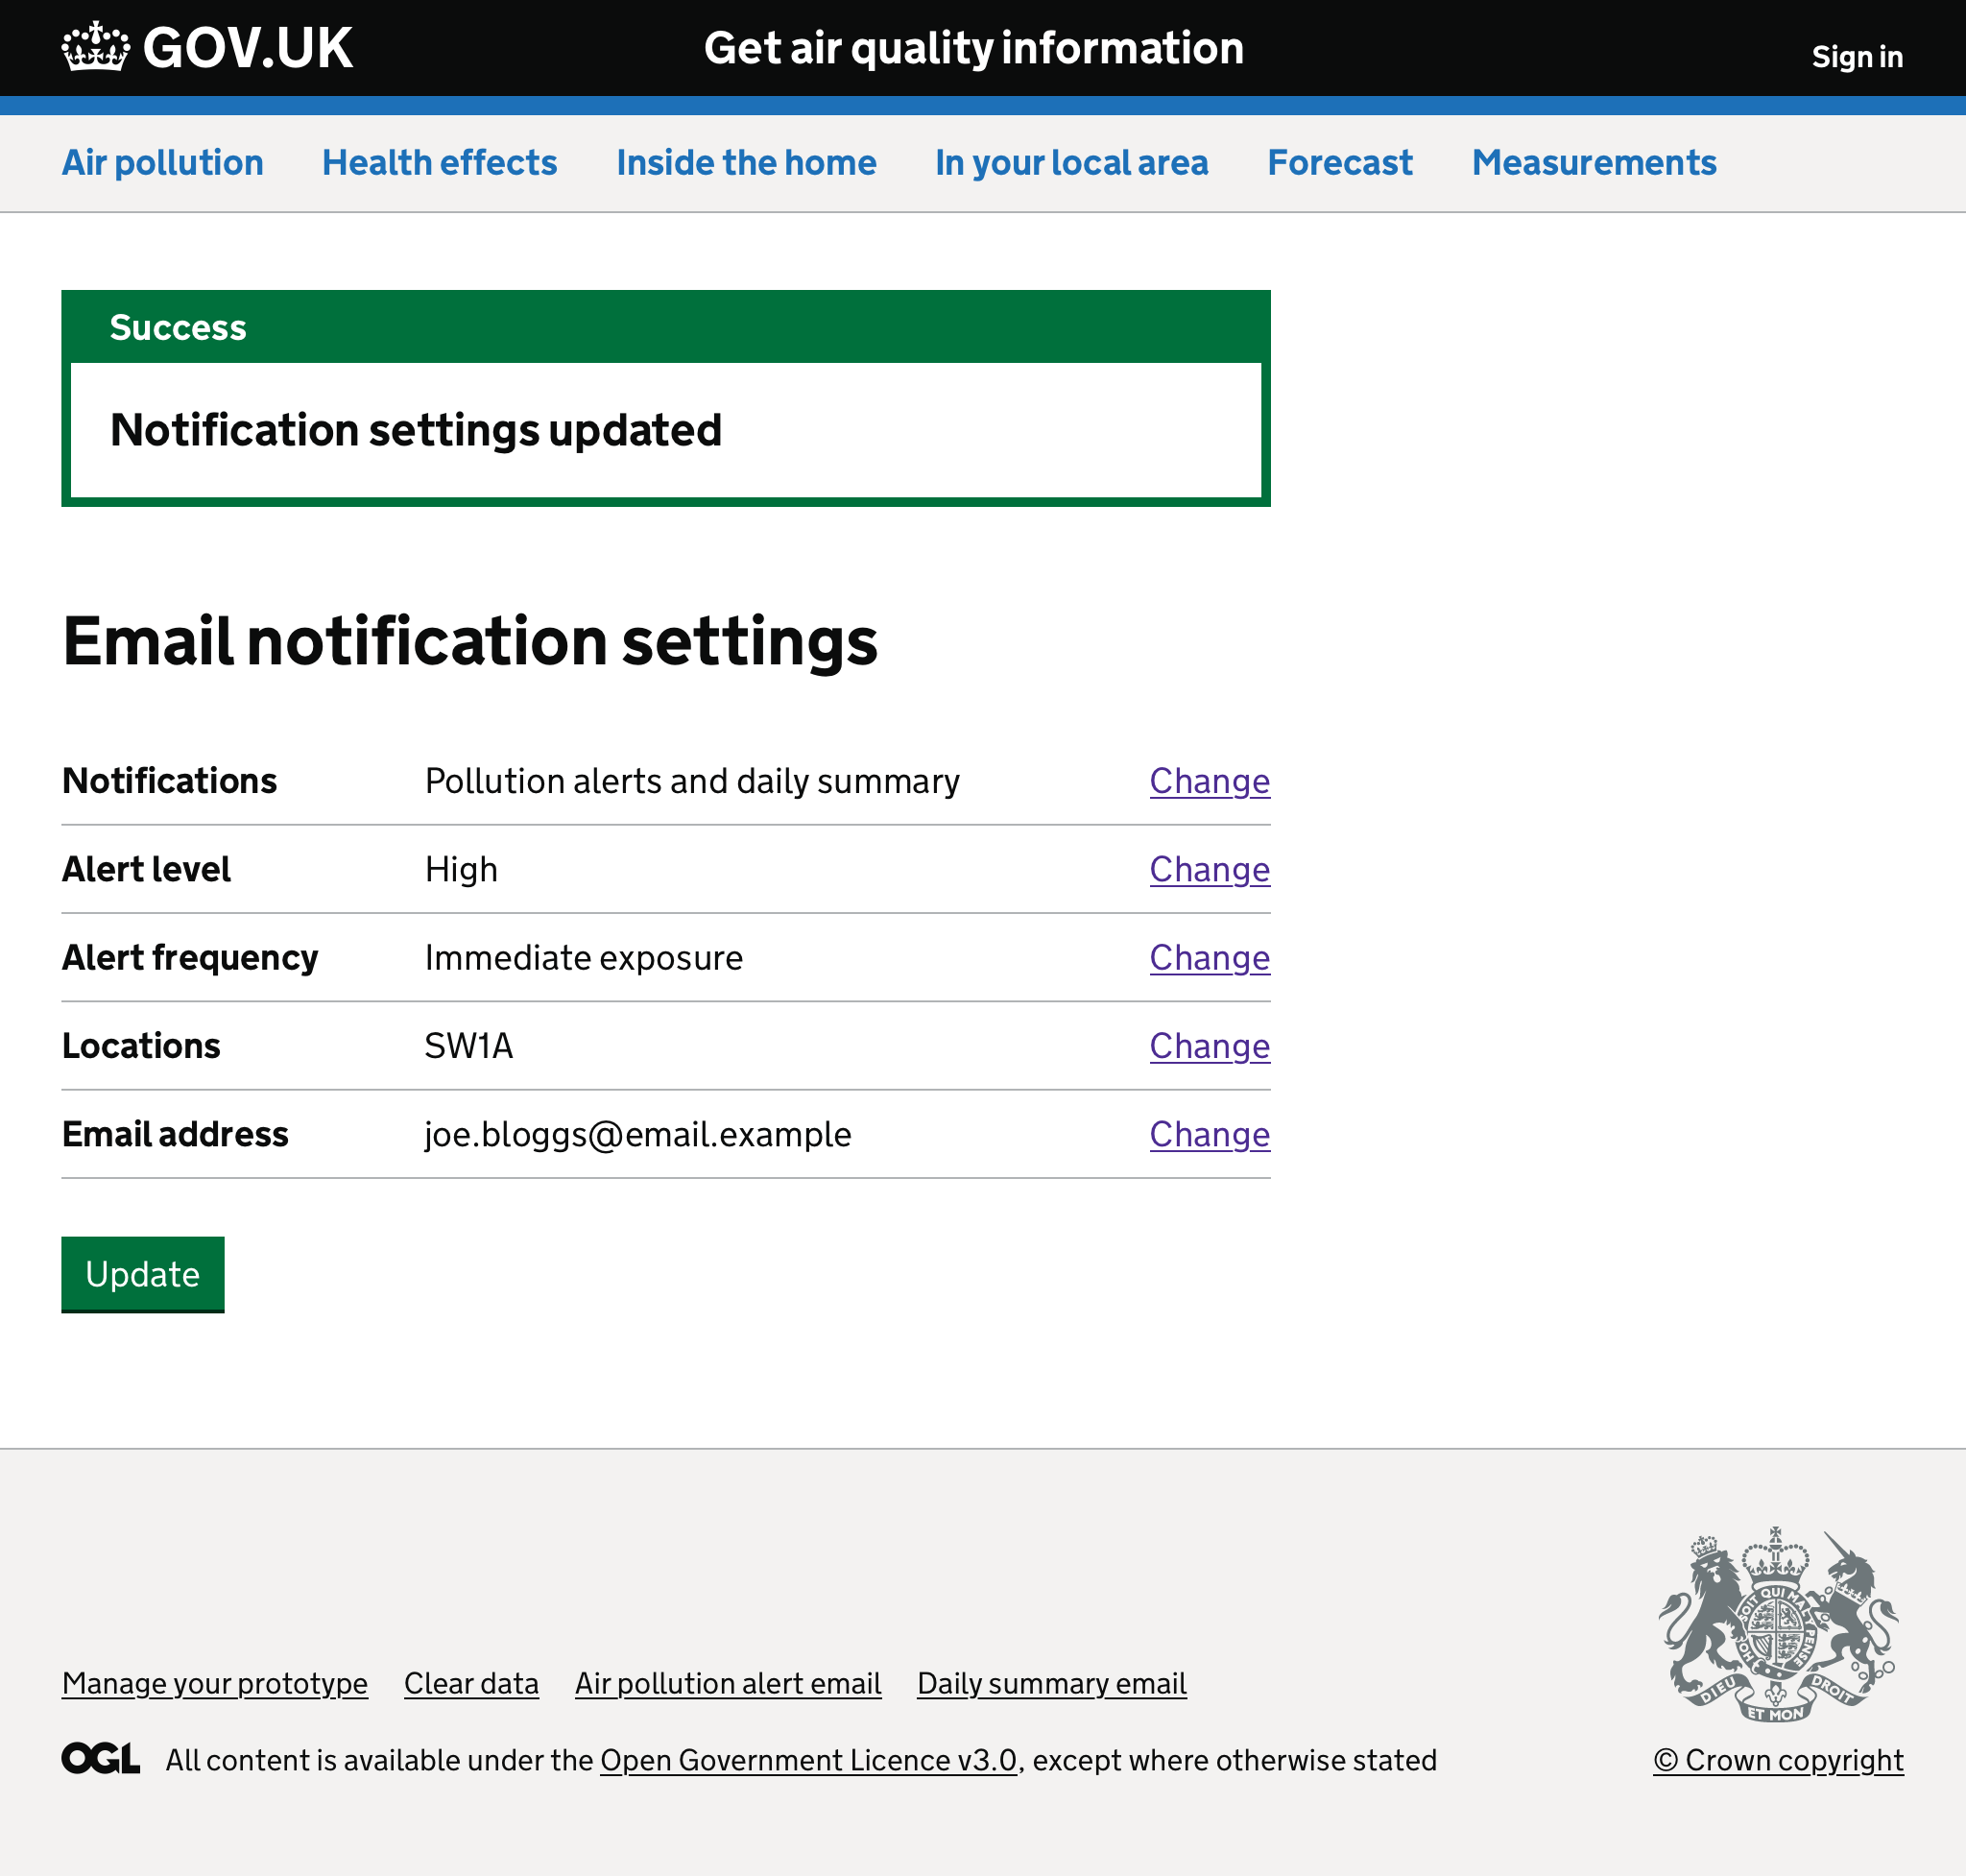 GOV.UK Get air quality information Sign in
Air pollution Health effects Inside the home In your local area Forecast Measurements
Success
Notification settings updated
Email notification settings
Notifications Pollution alerts and daily summary Change
Alert level High Change
Alert frequency Immediate exposure Change
Locations SW1A Change
Email address joe.bloggs@email.example Change
Update
HONI SOIT QUI MAL Y PENSE
DIEU ET MON DROIT
Manage your prototype Clear data Air pollution alert email Daily summary email
OGL All content is available under the Open Government Licence v3.0, except where otherwise stated © Crown copyright